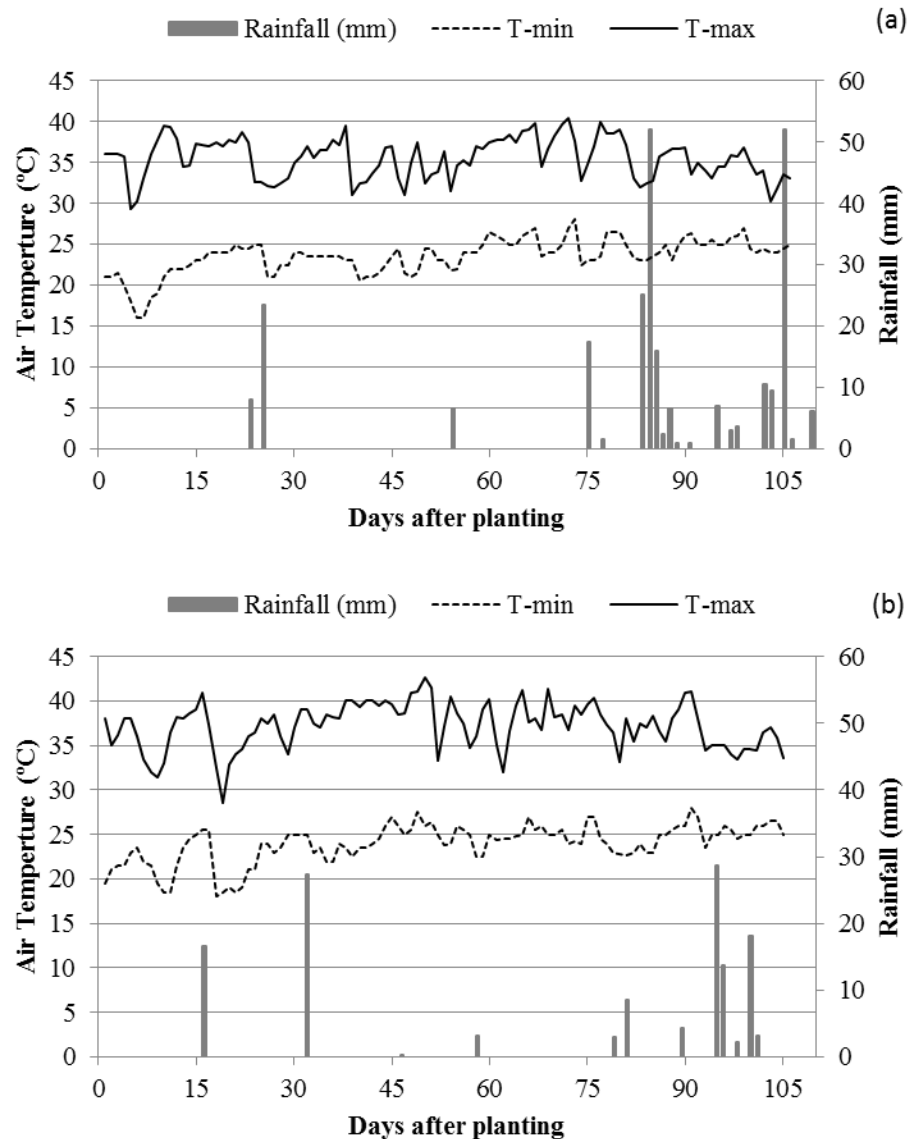 Rainfall (mm) T-min T-max (a)
45 60
40 50
35
30 40
25 30
20
15 20
10
5 10
0 0
Air Temperture (°C)
Rainfall (mm)
0 15 30 45 60 75 90 105
Days after planting
Rainfall (mm) T-min T-max (b)
45 60
40 50
35
30 40
25 30
20
15 20
10
5 10
0 0
Air Temperture (ºC)
Rainfall (mm)
0 15 30 45 60 75 90 105
Days after planting